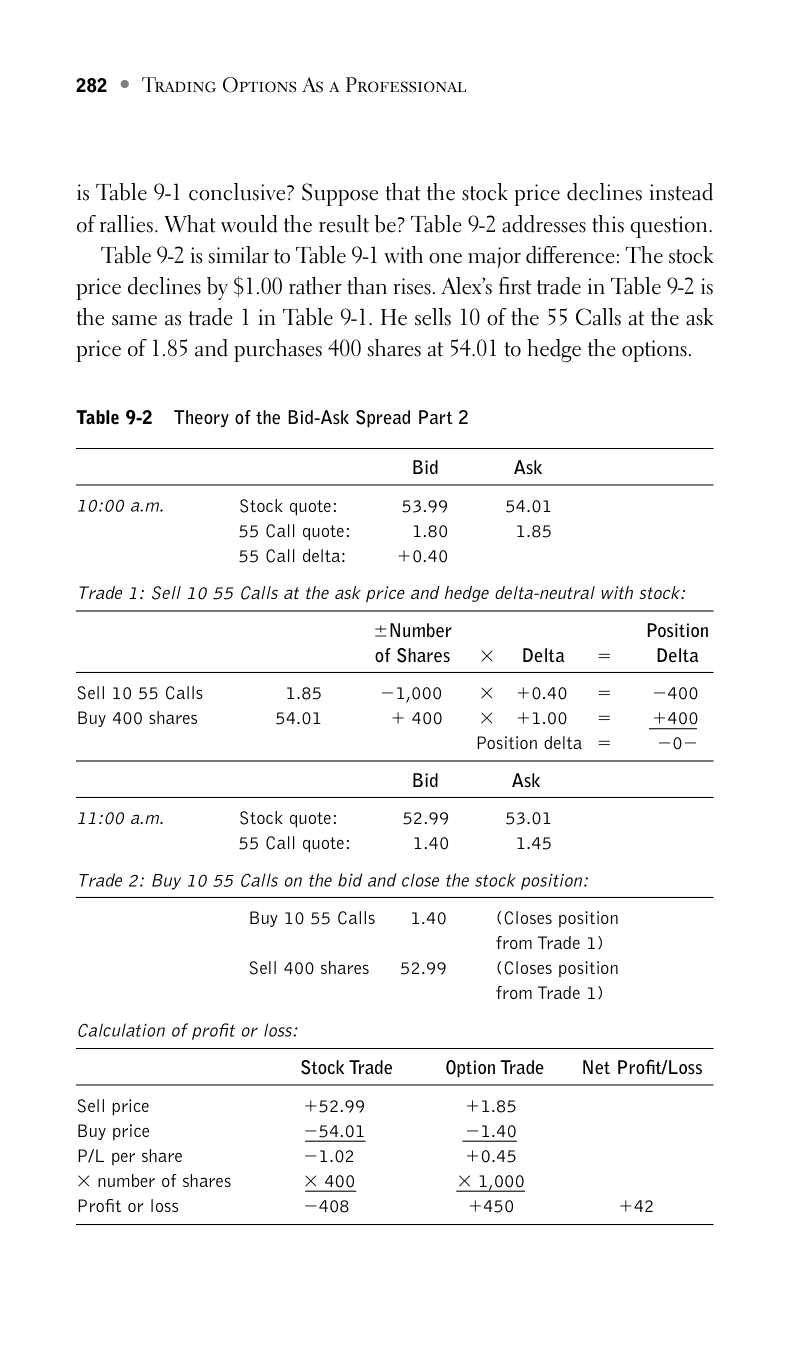 282 • Trading Options As a Professional
is Table 9-1 conclusive? Suppose that the stock price declines instead
of rallies. What would the result be? Table 9-2 addresses this question.
Table 9-2 is similar to Table 9-1 with one major difference: The stock
price declines by $1.00 rather than rises. Alex’s first trade in Table 9-2 is
the same as trade 1 in Table 9-1. He sells 10 of the 55 Calls at the ask
price of 1.85 and purchases 400 shares at 54.01 to hedge the options.
Table 9-2 Theory of the Bid-Ask Spread Part 2
Bid Ask
10:00 a.m. Stock quote: 53.99 54.01
55 Call quote: 1.80 1.85
55 Call delta: +0.40
Trade 1: Sell 10 55 Calls at the ask price and hedge delta-neutral with stock:
±Number Position
of Shares × Delta = Delta
Sell 10 55 Calls 1.85 −1,000 × +0.40 = −400
Buy 400 shares 54.01 + 400 × +1.00 = +400
Position delta = −0−
Bid Ask
11:00 a.m. Stock quote: 52.99 53.01
55 Call quote: 1.40 1.45
Trade 2: Buy 10 55 Calls on the bid and close the stock position:
Buy 10 55 Calls 1.40 (Closes position
from Trade 1)
Sell 400 shares 52.99 (Closes position
from Trade 1)
Calculation of profit or loss:
Stock Trade Option Trade Net Profit/Loss
Sell price +52.99 +1.85
Buy price −54.01 −1.40
P/L per share −1.02 +0.45
× number of shares × 400 × 1,000
Profit or loss −408 +450 +42